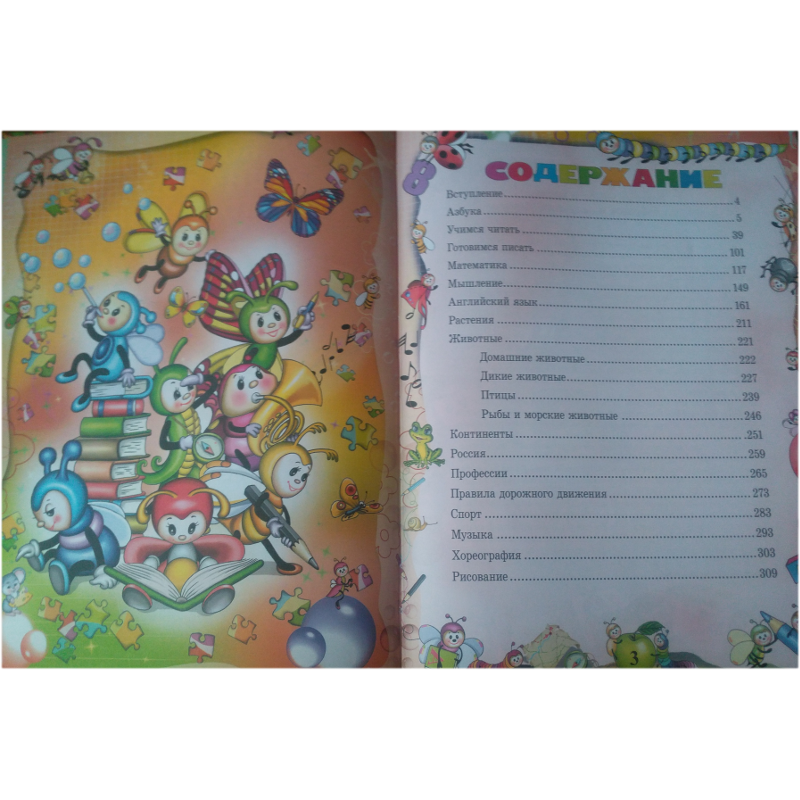 СОДЕРЖАНИЕ
Вступление 4
Азбука 5
Учимся читать 39
Готовимся писать 101
Математика 117
Мышление 149
Английский язык 161
Растения 211
Животные 221
Домашние животные 222
Дикие животные 227
Птицы 239
Рыбы и морские животные 246
Континенты 251
Россия 259
Профессии 265
Правила дорожного движения 273
Спорт 283
Музыка 293
Хореография 303
Рисование 309
3